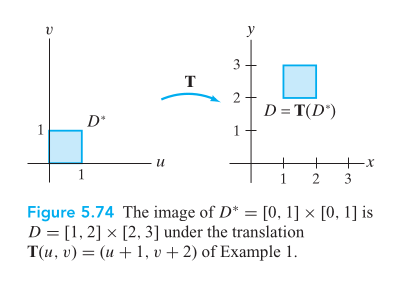 υ
1
D*
1
u
T
y
3
2
1
D = T(D*)
1 2 3
x
Figure 5.74 The image of D* = [0, 1] × [0, 1] is
D = [1, 2] × [2, 3] under the translation
T(u, υ) = (u + 1, υ + 2) of Example 1.